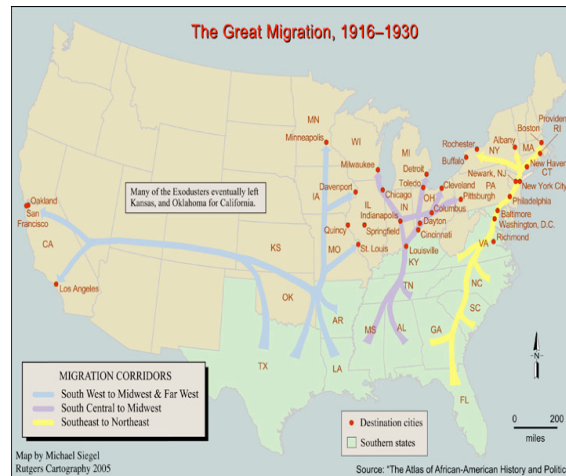 The Great Migration, 1916–1930
MN
Minneapolis
WI
MI
Milwaukee
Detroit
Toledo
Chicago
Rochester
Buffalo
Albany
NY
Boston
MA
Providence
RI
New Haven
CT
Newark, NJ
New York City
PA
Cleveland
Pittsburgh
OH
Columbus
Philadelphia
Baltimore
Washington, D.C.
Richmond
Davenport
IA
IL
IN
Indianapolis
Dayton
Cincinnati
Quincy
Springfield
MO
St. Louis
Louisville
KY
VA
Many of the Exodusters eventually left
Kansas, and Oklahoma for California.
Oakland
San
Francisco
CA
Los Angeles
KS
OK
AR
TN
NC
SC
MS
AL
GA
TX
LA
FL
MIGRATION CORRIDORS
South West to Midwest & Far West
South Central to Midwest
Southeast to Northeast
Destination cities
Southern states
-N-
0 200
miles
Map by Michael Siegel
Rutgers Cartography 2005
Source: "The Atlas of African-American History and Politic